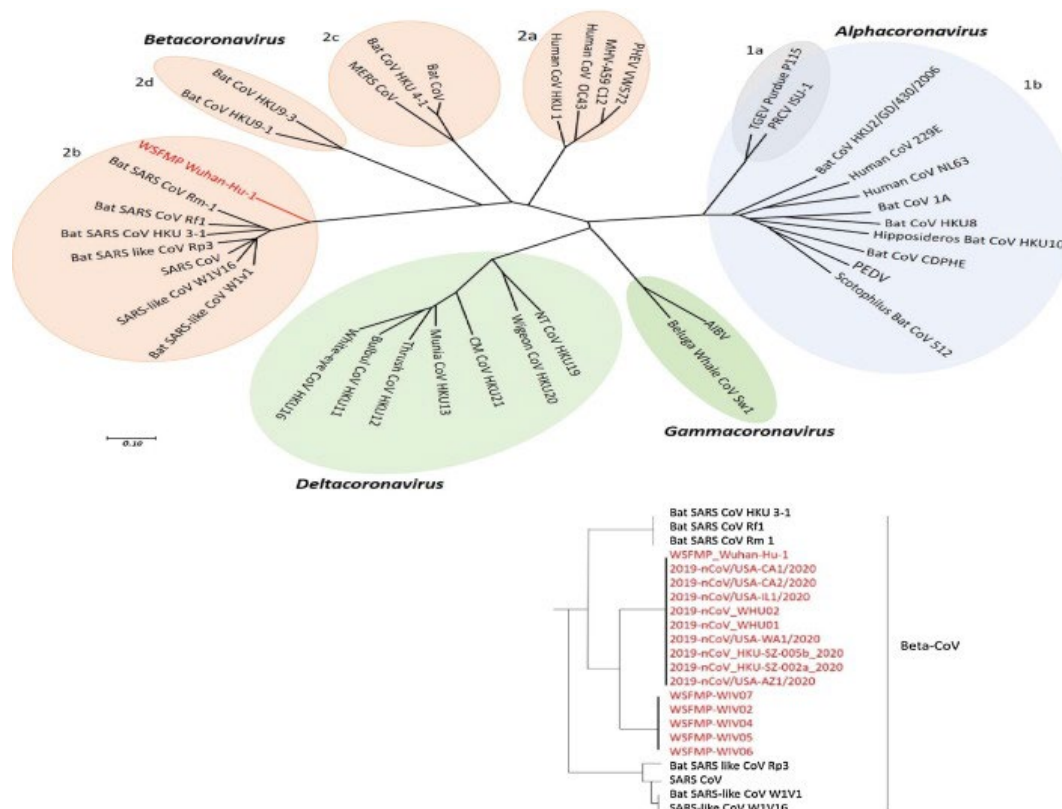 Betacoronavirus
2d
Bat CoV HKU9-3
Bat CoV HKU9-1
2c
Bat CoV HKU 4-1
Bat CoV
MERS CoV
2a
Human CoV HKU 1
Human CoV OC43
MHV-A59 C12
PHEV VW572
Alphacoronavirus
1a
TGEV Purdue P115
PRCV ISU-1
1b
Bat CoV HKU2/GD/430/2006
Human CoV 229E
Human CoV NL63
Bat CoV 1A
Bat CoV HKU8
Hipposideros Bat CoV HKU10
Bat CoV CDPHE
PEDV
Scotophilus Bat CoV 512
2b
WSFMP Wuhan-Hu-1
Bat SARS CoV Rm-1
Bat SARS CoV Rf1
Bat SARS CoV HKU 3-1
Bat SARS like CoV Rp3
SARS CoV
SARS-like CoV W1V16
Bat SARS-like CoV W1v1
White-eye CoV HKU16
Bulbul CoV HKU11
Thrush CoV HKU12
Munia CoV HKU13
CM CoV HKU21
Wigeon CoV HKU20
NT CoV HKU19
Deltacoronavirus
AIBV
Beluga Whale CoV Sw1
Gammacoronavirus
0.10
Bat SARS CoV HKU 3-1
Bat SARS CoV Rf1
Bat SARS CoV Rm 1
WSFMP_Wuhan-Hu-1
2019-nCoV/USA-CA1/2020
2019-nCoV/USA-CA2/2020
2019-nCoV/USA-IL1/2020
2019-nCoV_WHU02
2019-nCoV_WHU01
2019-nCoV/USA-WA1/2020
2019-nCoV_HKU-SZ-005b_2020
2019-nCoV_HKU-SZ-002a_2020
2019-nCoV/USA-AZ1/2020
WSFMP-WIV07
WSFMP-WIV02
WSFMP-WIV04
WSFMP-WIV05
WSFMP-WIV06
Bat SARS like CoV Rp3
SARS CoV
Bat SARS-like CoV W1V1
SARS-like CoV W1V16
Beta-CoV